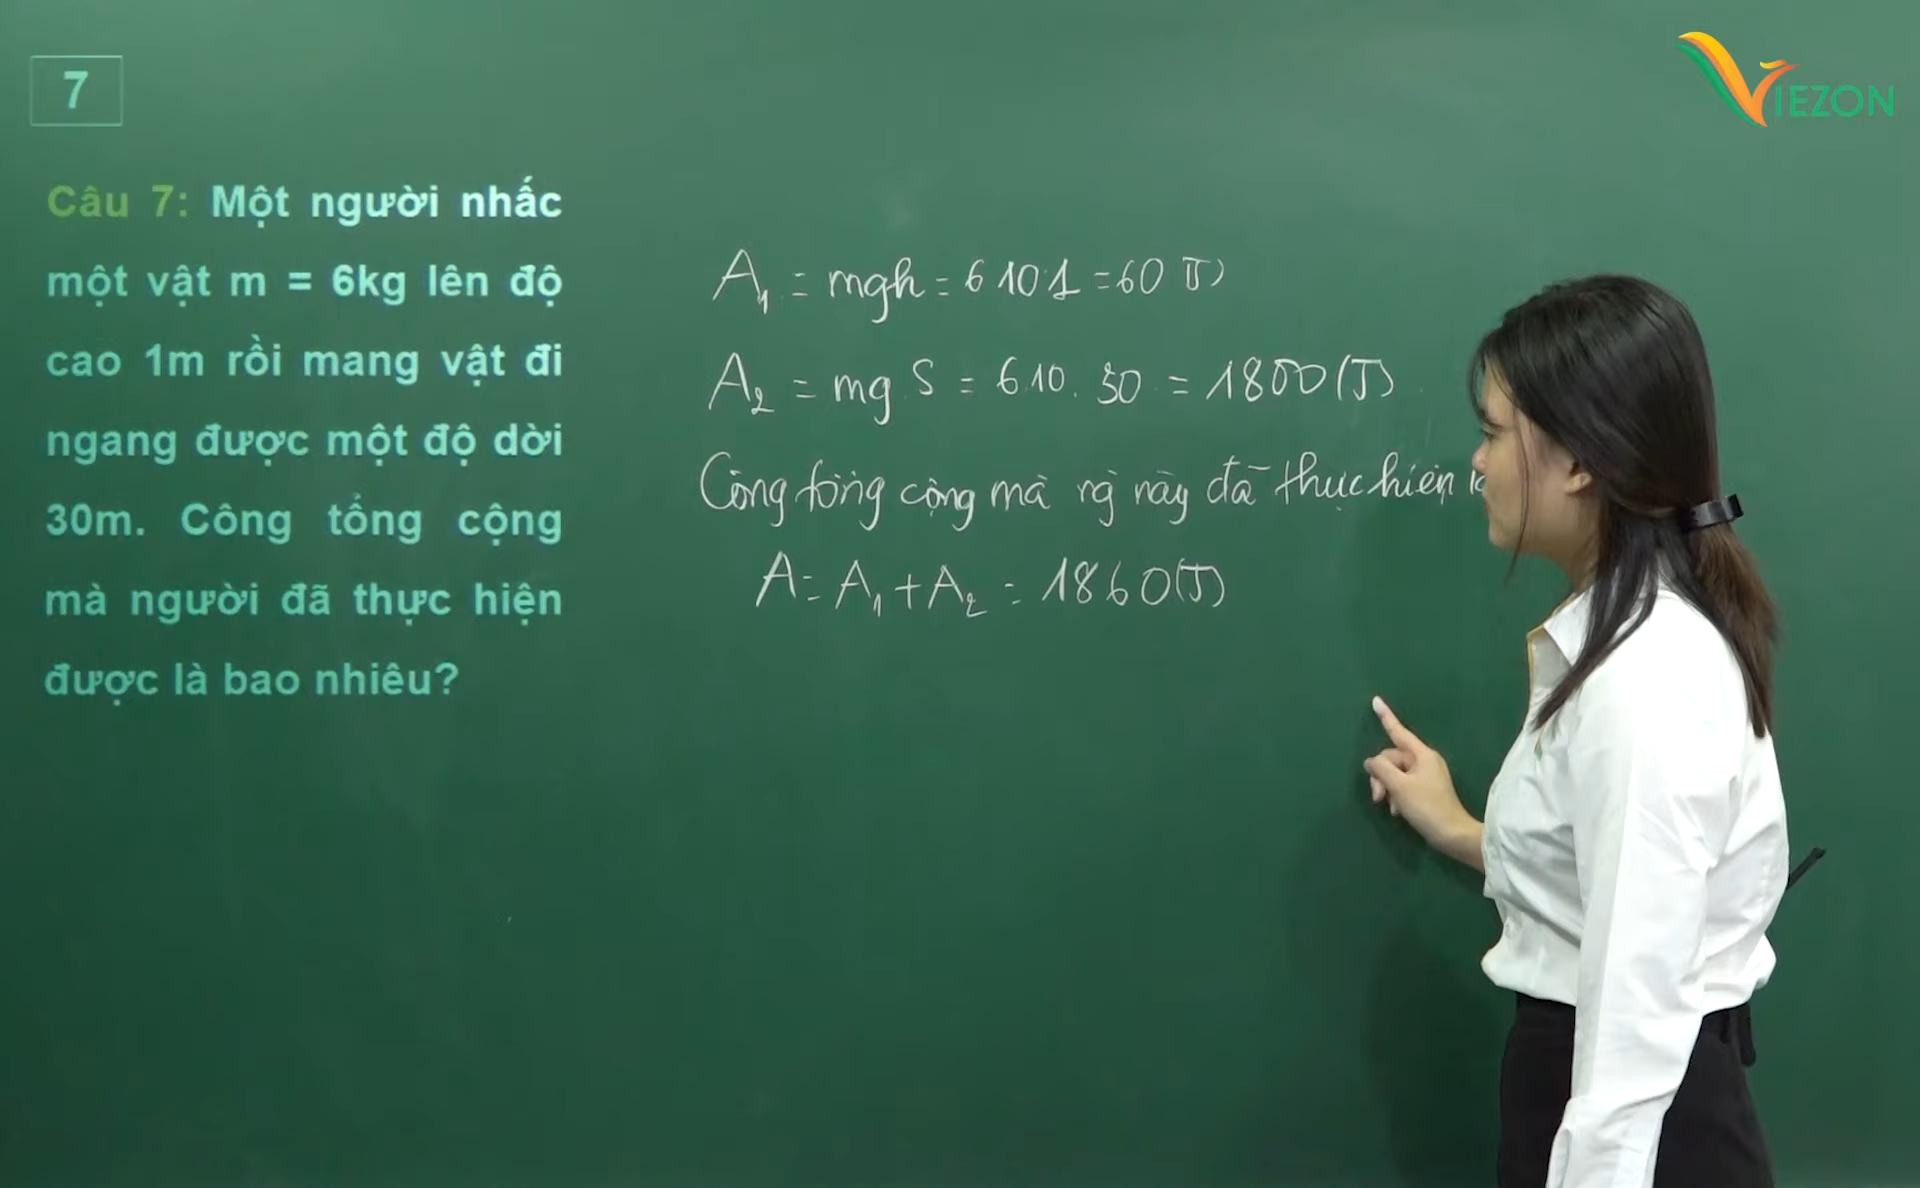 7
VIEZON
Câu 7: Một người nhấc
một vật m = 6kg lên độ
cao 1m rồi mang vật đi
ngang được một độ dời
30m. Công tổng cộng
mà người đã thực hiện
được là bao nhiêu?
A₁ = mgh = 6 10 1 = 60 (J)
A₂ = mg S = 6.10. 30 = 1800 (J)
Công tổng cộng mà ng này đã thực hiện
A = A₁ + A₂ = 1860 (J)